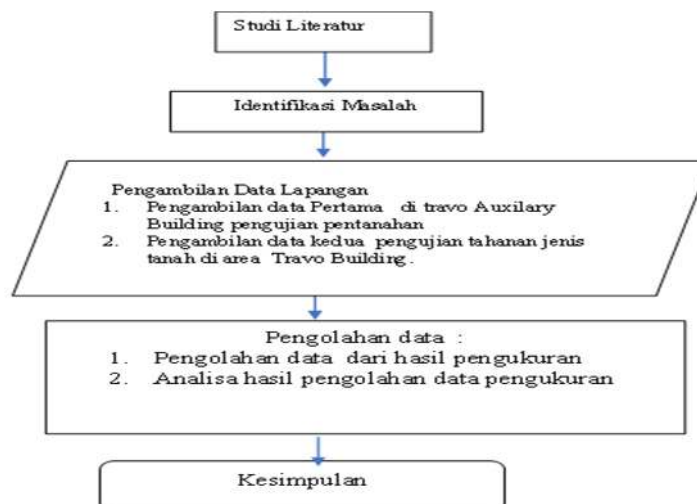 Studi Literatur
Identifikasi Masalah
Pengambilan Data Lapangan
1. Pengambilan data Pertama di travo Auxilary
Building pengujian pentanahan
2. Pengambilan data kedua pengujian tahanan jenis
tanah di area Travo Building.
Pengolahan data :
1. Pengolahan data dari hasil pengukuran
2. Analisa hasil pengolahan data pengukuran
Kesimpulan